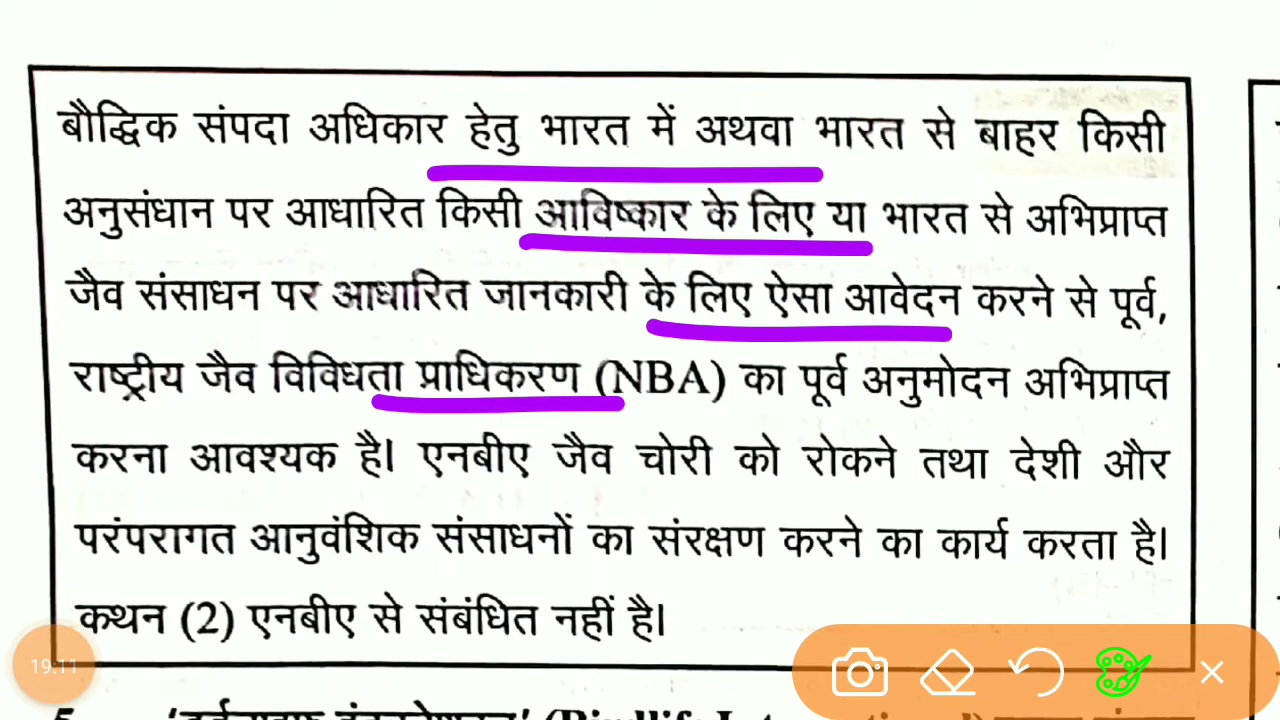 बौद्धिक संपदा अधिकार हेतु भारत में अथवा भारत से बाहर किसी
अनुसंधान पर आधारित किसी आविष्कार के लिए या भारत से अभिप्राप्त
जैव संसाधन पर आधारित जानकारी के लिए ऐसा आवेदन करने से पूर्व,
राष्ट्रीय जैव विविधता प्राधिकरण (NBA) का पूर्व अनुमोदन अभिप्राप्त
करना आवश्यक है। एनबीए जैव चोरी को रोकने तथा देशी और
परंपरागत आनुवंशिक संसाधनों का संरक्षण करने का कार्य करता है।
कथन (2) एनबीए से संबंधित नहीं है।
19:11